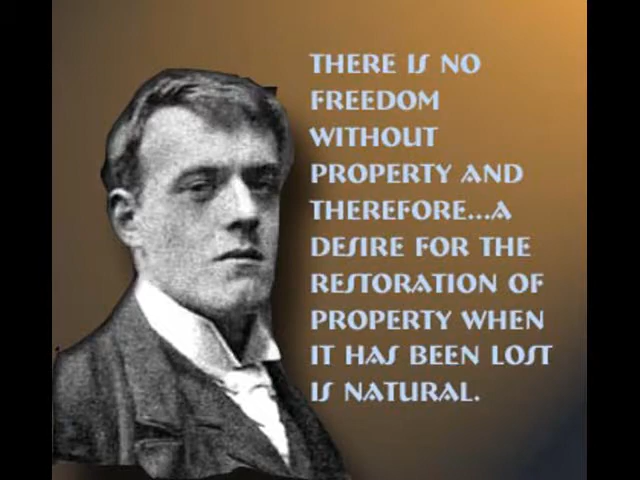 THERE IS NO
FREEDOM
WITHOUT
PROPERTY AND
THEREFORE...A
DESIRE FOR THE
RESTORATION OF
PROPERTY WHEN
IT HAS BEEN LOST
IS NATURAL.